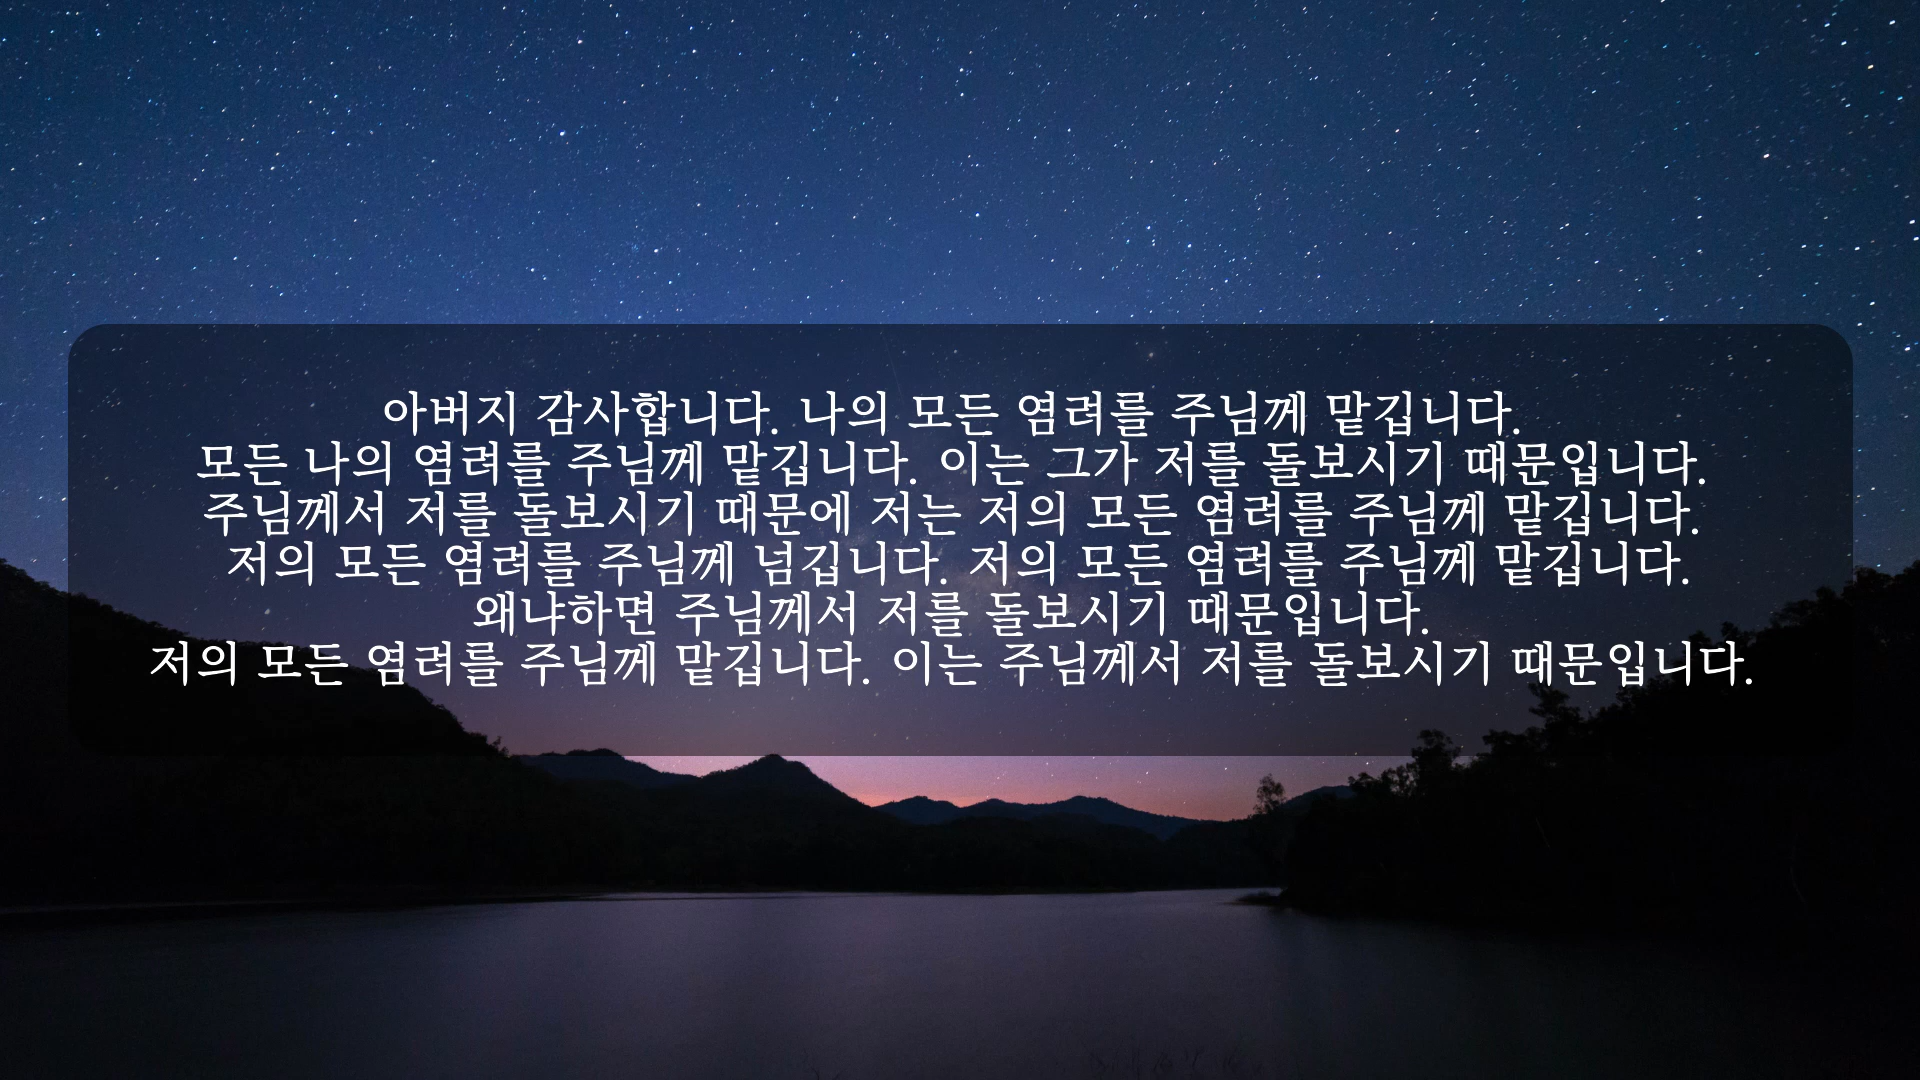 아버지 감사합니다. 나의 모든 염려를 주님께 맡깁니다.
모든 나의 염려를 주님께 맡깁니다. 이는 그가 저를 돌보시기 때문입니다.
주님께서 저를 돌보시기 때문에 저는 저의 모든 염려를 주님께 맡깁니다.
저의 모든 염려를 주님께 넘깁니다. 저의 모든 염려를 주님께 맡깁니다.
왜냐하면 주님께서 저를 돌보시기 때문입니다.
저의 모든 염려를 주님께 맡깁니다. 이는 주님께서 저를 돌보시기 때문입니다.